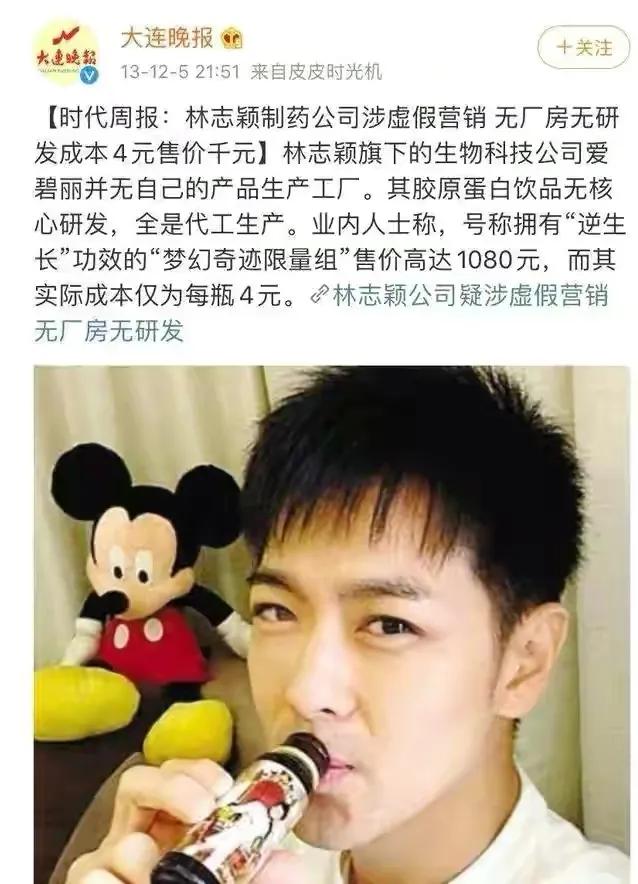 大连晚报
大连晚报
+关注
13-12-5 21:51 来自皮皮时光机
【时代周报：林志颖制药公司涉虚假营销 无厂房无研
发成本4元售价千元】林志颖旗下的生物科技公司爱
碧丽并无自己的产品生产工厂。其胶原蛋白饮品无核
心研发，全是代工生产。业内人士称，号称拥有“逆生
长”功效的“梦幻奇迹限量组”售价高达1080元，而其
实际成本仅为每瓶4元。林志颖公司疑涉虚假营销
无厂房无研发